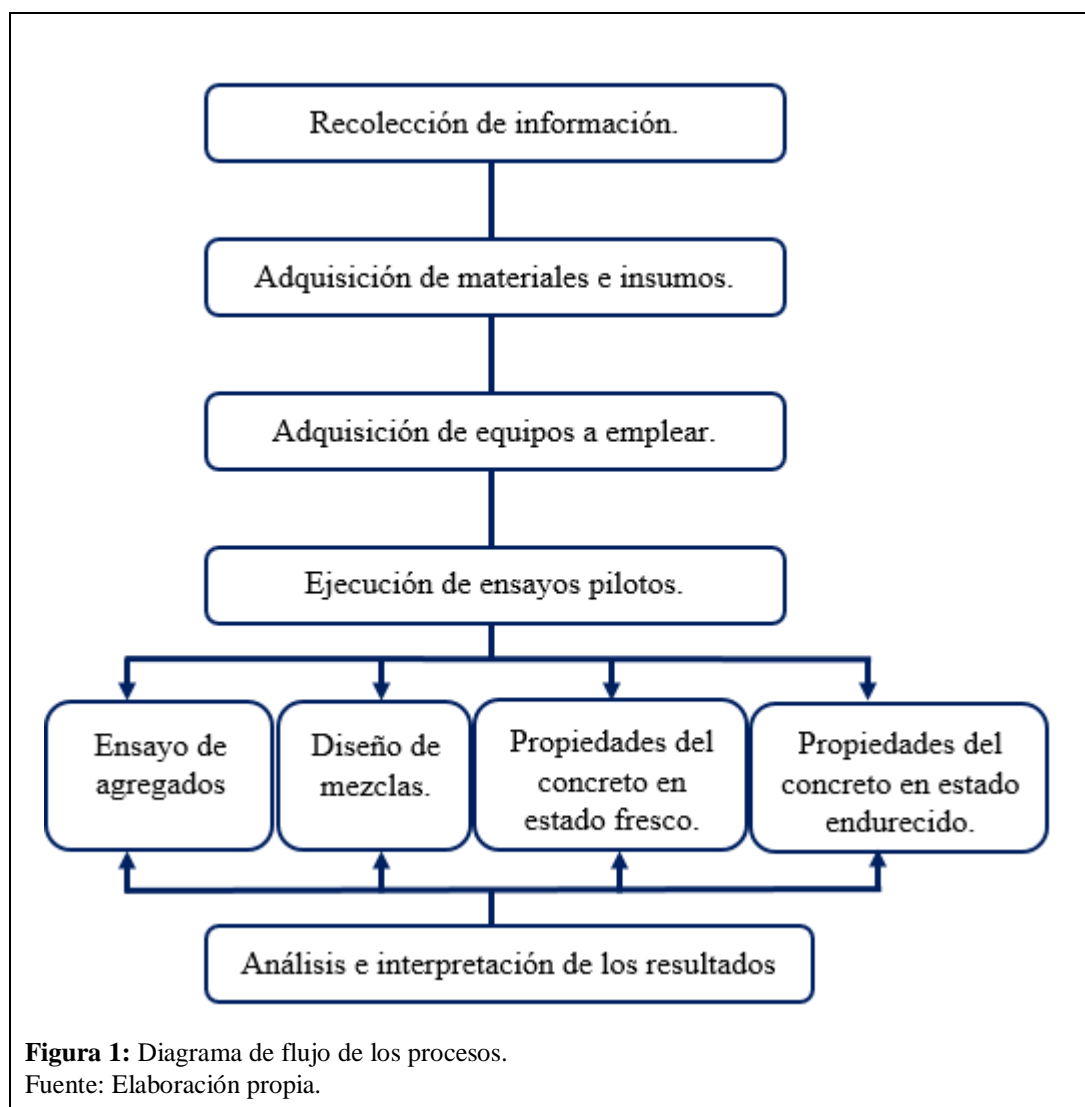 Recolección de información.
Adquisición de materiales e insumos.
Adquisición de equipos a emplear.
Ejecución de ensayos pilotos.
Ensayo de
agregados
Diseño de
mezclas.
Propiedades del
concreto en
estado fresco.
Propiedades del
concreto en estado
endurecido.
Análisis e interpretación de los resultados
Figura 1: Diagrama de flujo de los procesos.
Fuente: Elaboración propia.